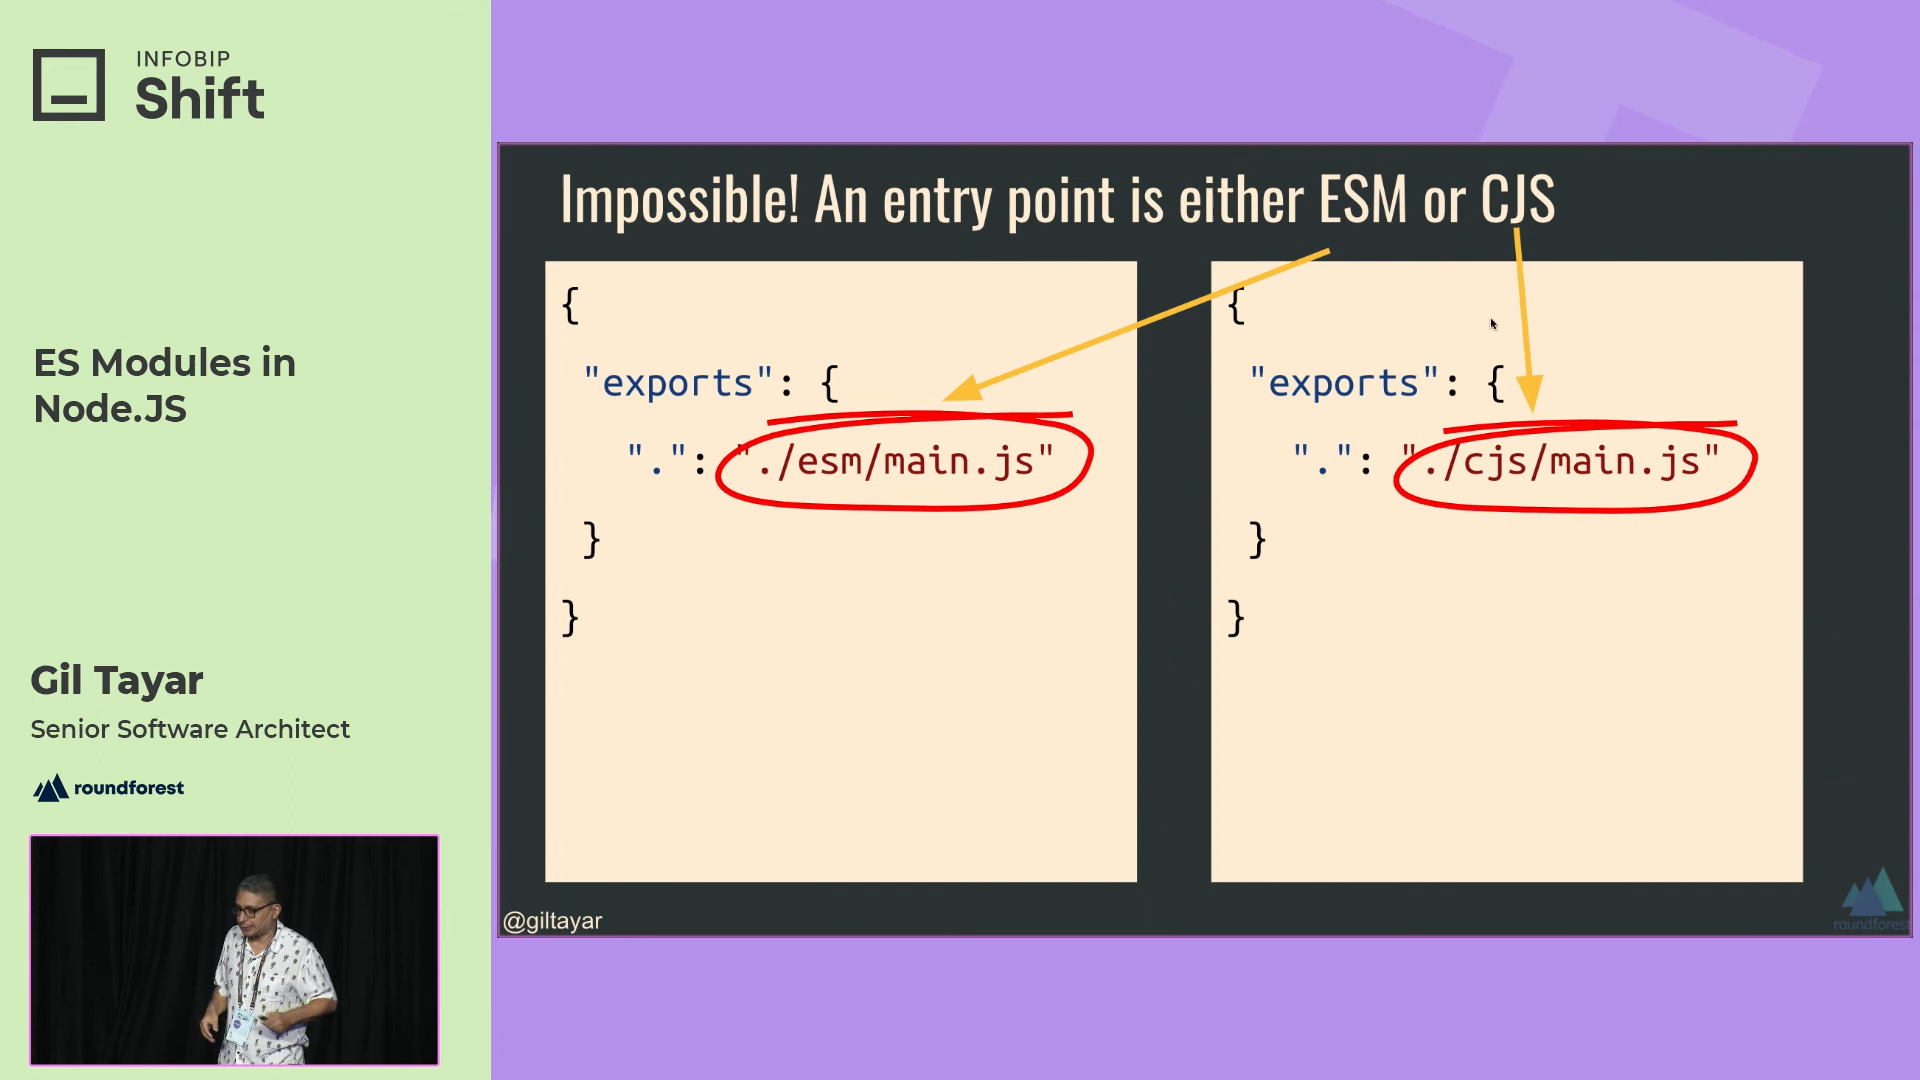 INFOBIP
Shift
ES Modules in
Node.JS
Gil Tayar
Senior Software Architect
roundforest
Impossible! An entry point is either ESM or CJS
{
"exports": {
".": "./esm/main.js"
}
}
{
"exports": {
".": "./cjs/main.js"
}
}
@giltayar
roundforest